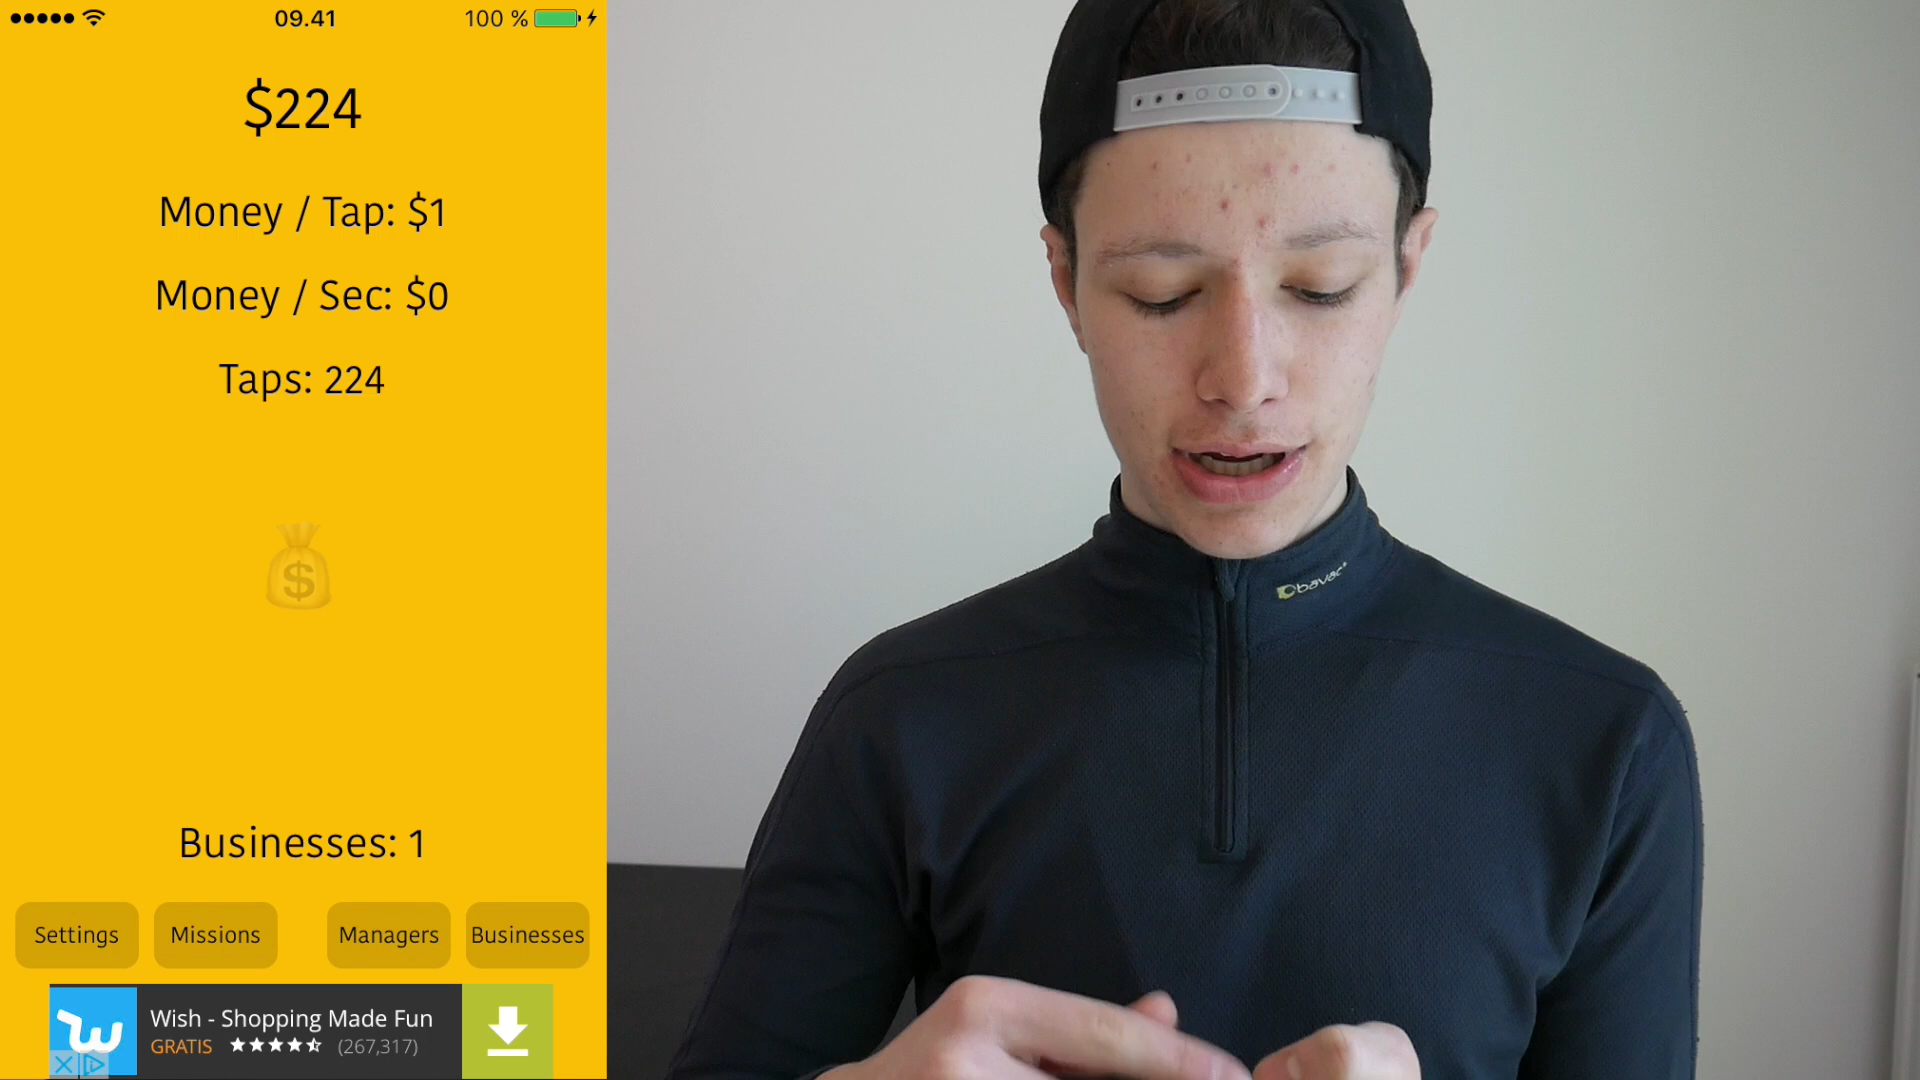 09.41
100 %
$224
Money / Tap: $1
Money / Sec: $0
Taps: 224
$
Businesses: 1
Settings
Missions
Managers
Businesses
Wish - Shopping Made Fun
GRATIS
(267,317)
bavac